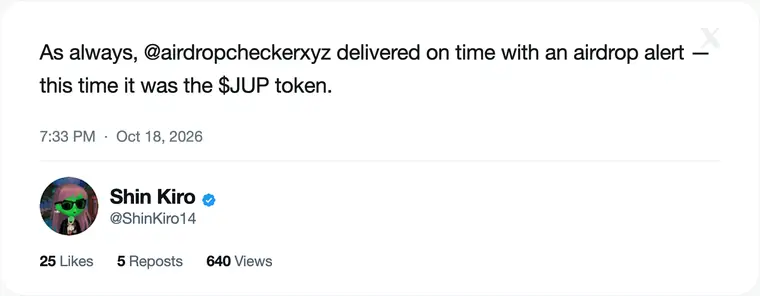 As always, @airdropcheckerxyz delivered on time with an airdrop alert —
this time it was the $JUP token.
7:33 PM · Oct 18, 2026
Shin Kiro
@ShinKiro14
25 Likes 5 Reposts 640 Views